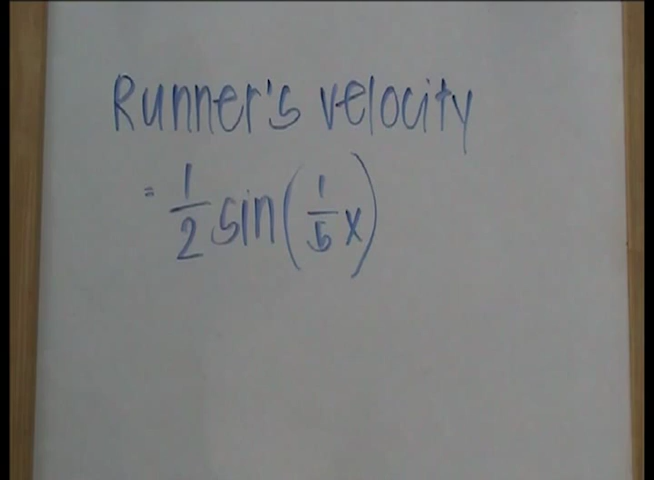 Runner's velocity
= 1/2 sin(1/5 x)